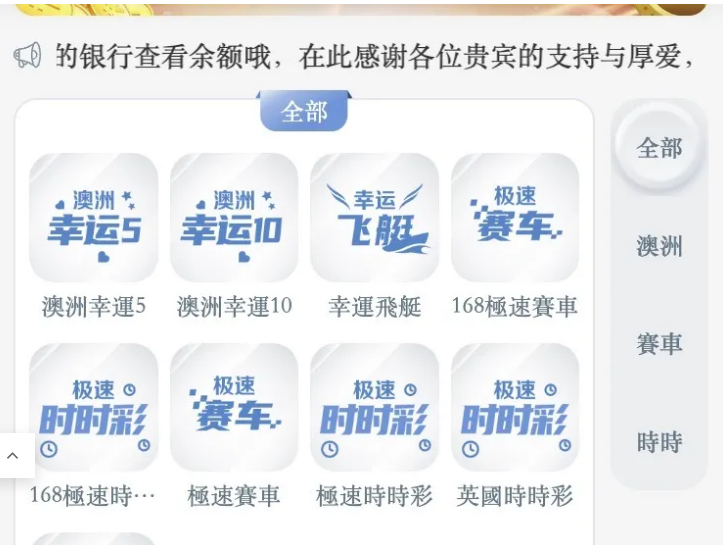 的银行查看余额哦，在此感谢各位贵宾的支持与厚爱，
全部
澳洲
幸运5
澳洲
幸运10
幸运
飞艇
极速
赛车
澳洲幸運5
澳洲幸運10
幸運飛艇
168極速賽車
极速
时时彩
极速
赛车
极速
时时彩
极速
时时彩
168極速時…
極速賽車
極速時時彩
英國時時彩
全部
澳洲
賽車
時時